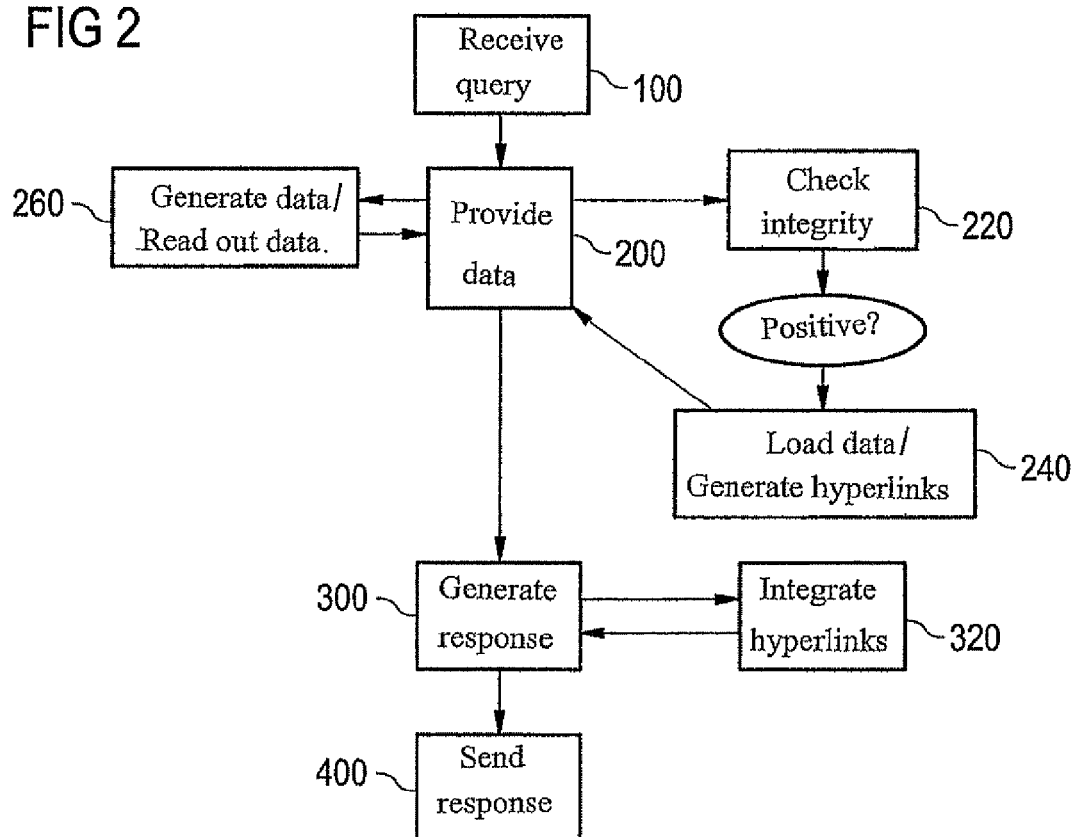 FIG 2
Receive
query
100
260
Generate data/
Read out data.
Provide
data
200
Check
integrity
220
Positive?
Load data/
Generate hyperlinks
240
300
Generate
response
Integrate
hyperlinks
320
400
Send
response